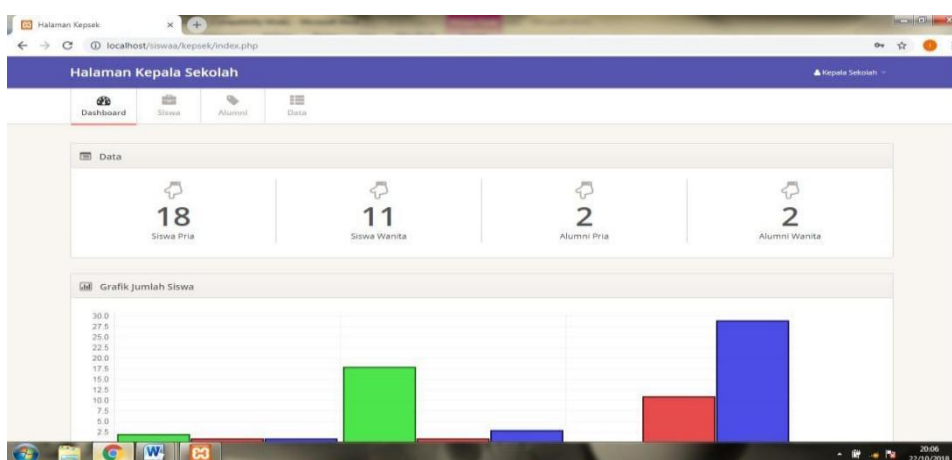 Halaman Kepsek
localhost/siswaa/kepsek/index.php
Halaman Kepala Sekolah
Kepala Sekolah
Dashboard Siswa Alumni Data
Data
18 11 2 2
Siswa Pria Siswa Wanita Alumni Pria Alumni Wanita
Grafik Jumlah Siswa
30.0
27.5
25.0
22.5
20.0
17.5
15.0
12.5
10.0
7.5
5.0
2.5
20:06
22/10/2018